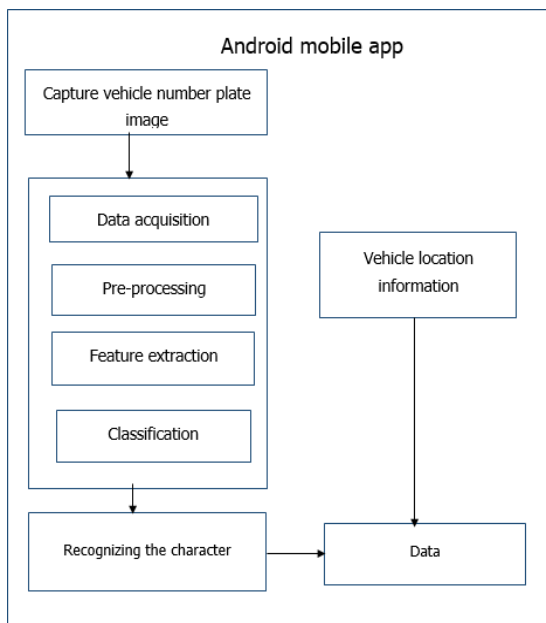 Android mobile app
Capture vehicle number plate
image
Data acquisition
Pre-processing
Feature extraction
Classification
Recognizing the character
Vehicle location
information
Data